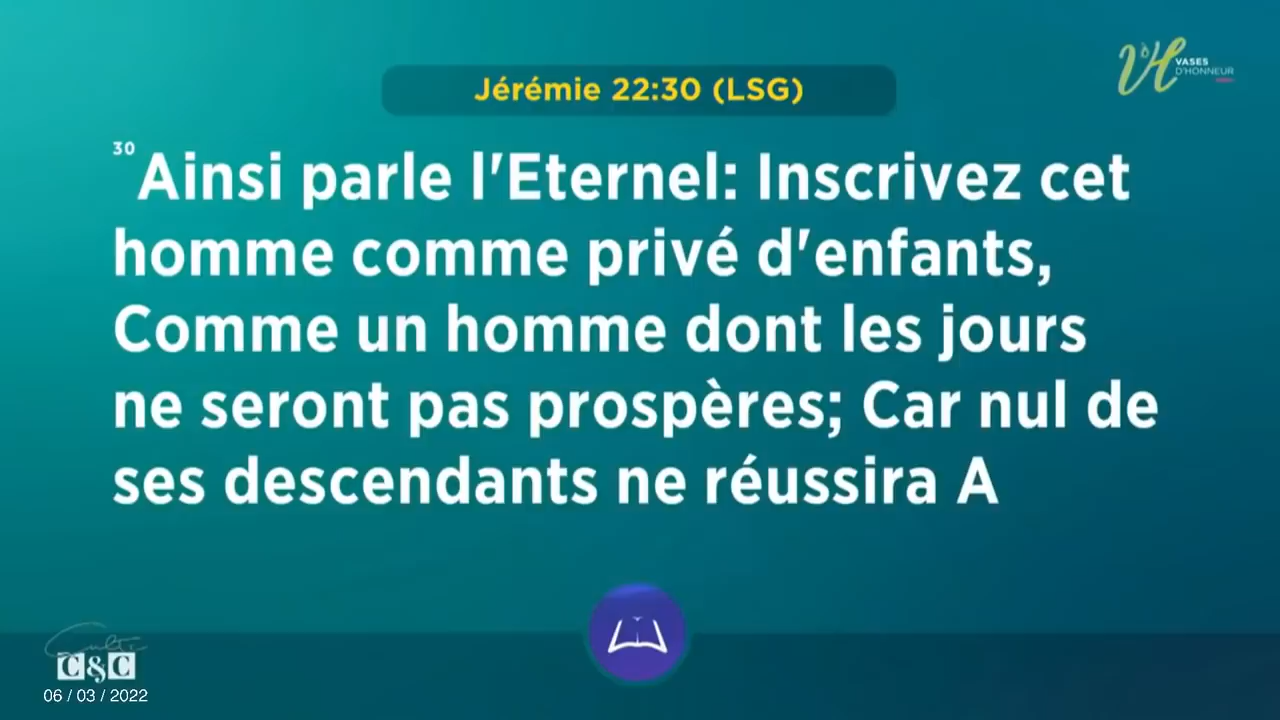 Jérémie 22:30 (LSG)
VASES
D'HONNEUR
30 Ainsi parle l'Eternel: Inscrivez cet
homme comme privé d'enfants,
Comme un homme dont les jours
ne seront pas prospères; Car nul de
ses descendants ne réussira A
Culte
C&C
06 / 03 / 2022